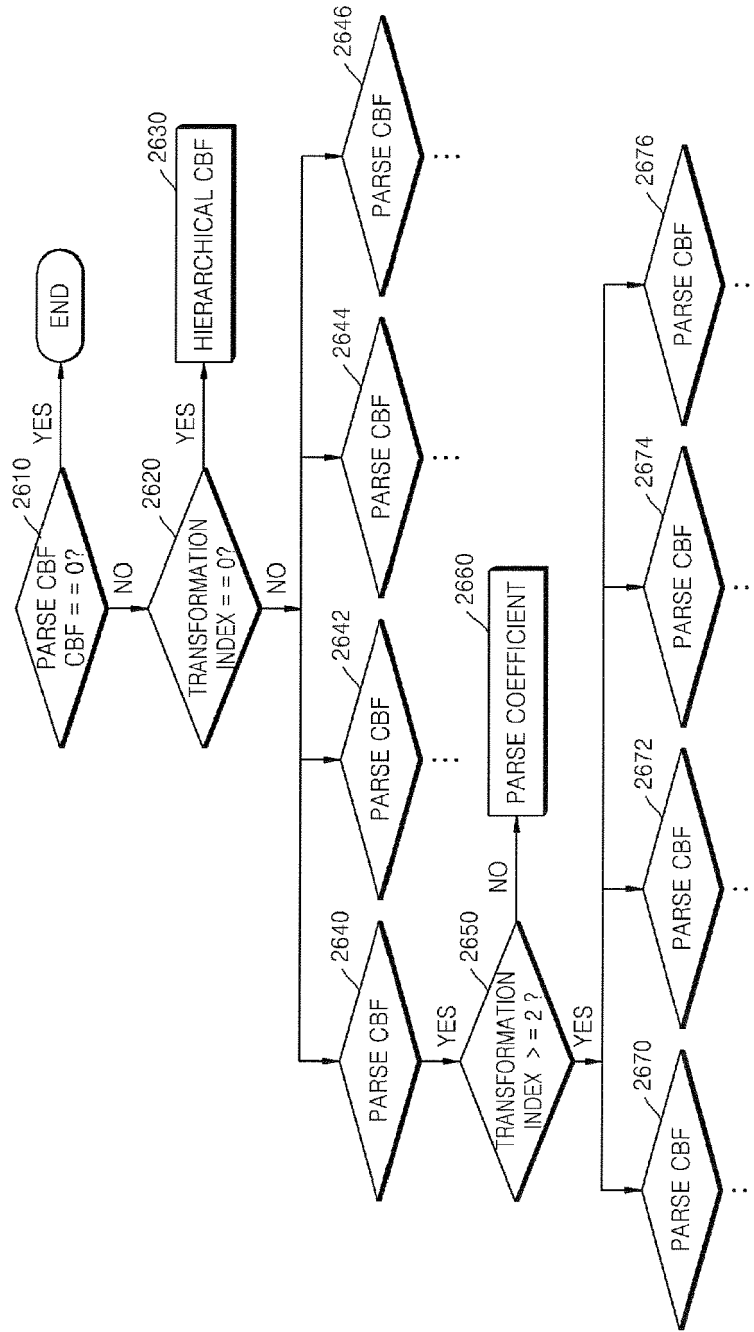 2610
PARSE CBF
CBF = = 0?
YES
END
NO
2620
TRANSFORMATION
INDEX = = 0?
YES
2630
HIERARCHICAL CBF
NO
2640
PARSE CBF
2642
PARSE CBF
...
2644
PARSE CBF
...
2646
PARSE CBF
...
YES
2650
TRANSFORMATION
INDEX > = 2 ?
NO
2660
PARSE COEFFICIENT
YES
2670
PARSE CBF
...
2672
PARSE CBF
...
2674
PARSE CBF
...
2676
PARSE CBF
...